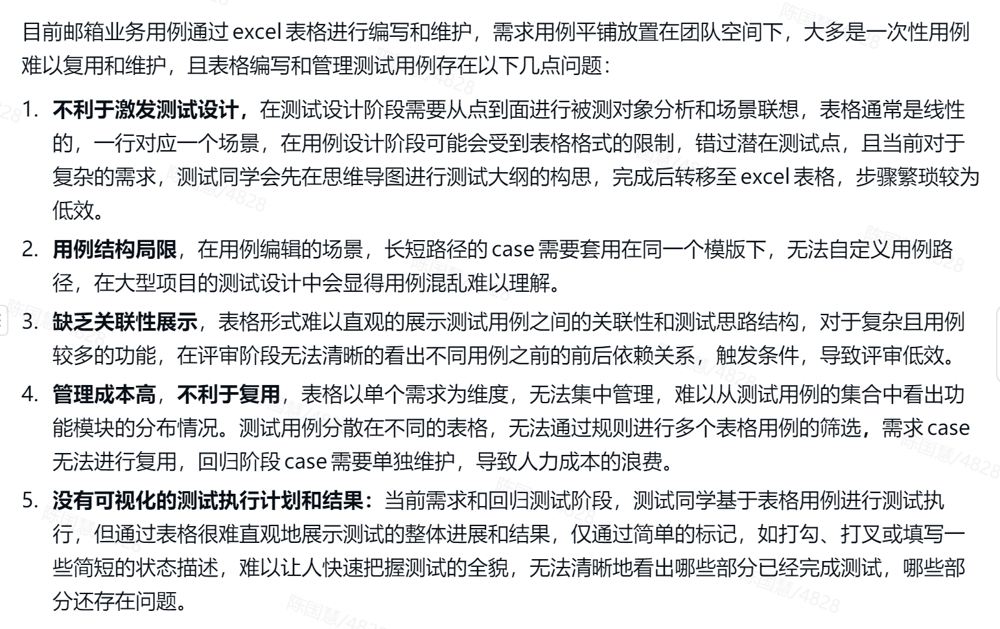 目前邮箱业务用例通过excel表格进行编写和维护，需求用例平铺放置在团队空间下，大多是一次性用例
难以复用和维护，且表格编写和管理测试用例存在以下几点问题：
1. 不利于激发测试设计，在测试设计阶段需要从点到面进行被测对象分析和场景联想，表格通常是线性
的，一行对应一个场景，在用例设计阶段可能会受到表格格式的限制，错过潜在测试点，且当前对于
复杂的需求，测试同学会先在思维导图进行测试大纲的构思，完成后转移至excel表格，步骤繁琐较为
低效。
2. 用例结构局限，在用例编辑的场景，长短路径的case需要套用在同一个模版下，无法自定义用例路
径，在大型项目的测试设计中会显得用例混乱难以理解。
3. 缺乏关联性展示，表格形式难以直观的展示测试用例之间的关联性和测试思路结构，对于复杂且用例
较多的功能，在评审阶段无法清晰的看出不同用例之前的前后依赖关系，触发条件，导致评审低效。
4. 管理成本高，不利于复用，表格以单个需求为维度，无法集中管理，难以从测试用例的集合中看出功
能模块的分布情况。测试用例分散在不同的表格，无法通过规则进行多个表格用例的筛选，需求case
无法进行复用，回归阶段case需要单独维护，导致人力成本的浪费。
5. 没有可视化的测试执行计划和结果：当前需求和回归测试阶段，测试同学基于表格用例进行测试执
行，但通过表格很难直观地展示测试的整体进展和结果，仅通过简单的标记，如打勾、打叉或填写一
些简短的状态描述，难以让人快速把握测试的全貌，无法清晰地看出哪些部分已经完成测试，哪些部
分还存在问题。
陈国慧/4828